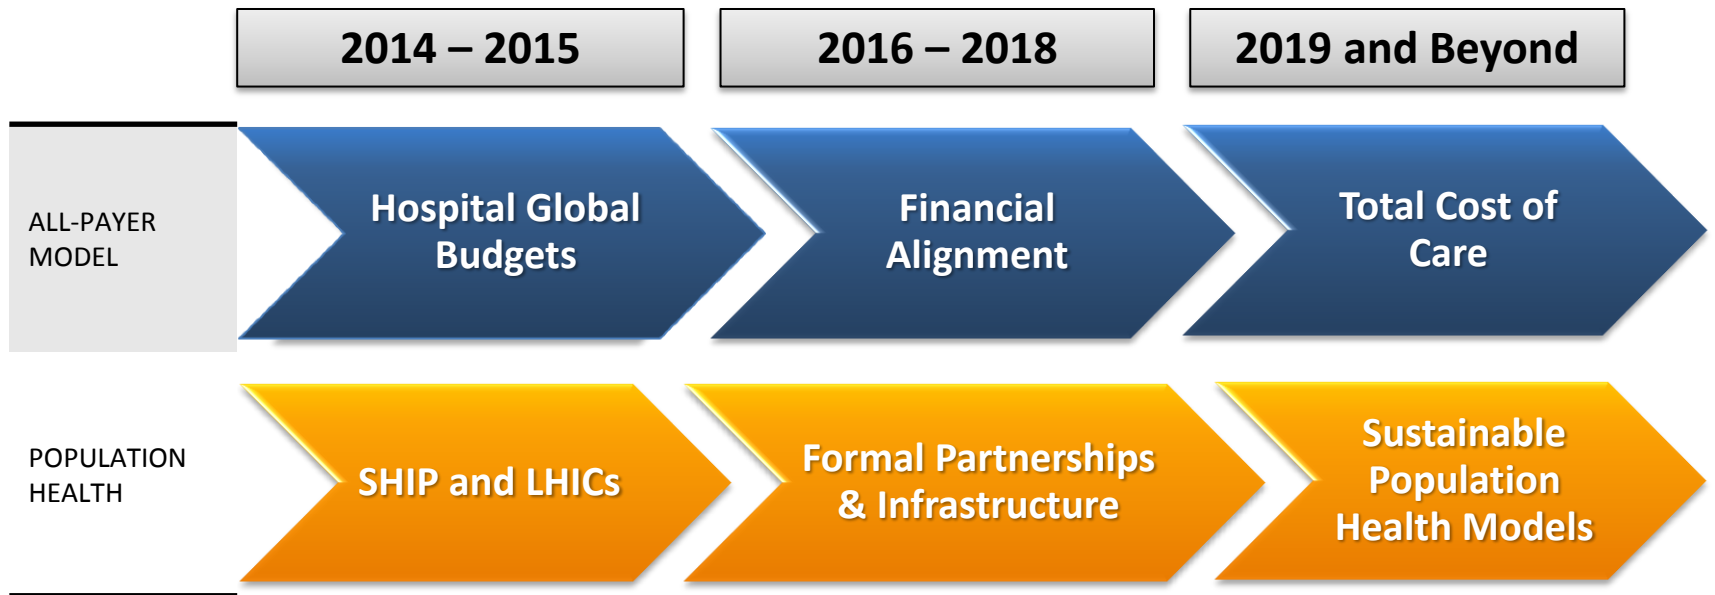 2014 – 2015
2016 – 2018
2019 and Beyond
ALL-PAYER
MODEL
Hospital Global
Budgets
Financial
Alignment
Total Cost of
Care
POPULATION
HEALTH
SHIP and LHICs
Formal Partnerships
& Infrastructure
Sustainable
Population
Health Models